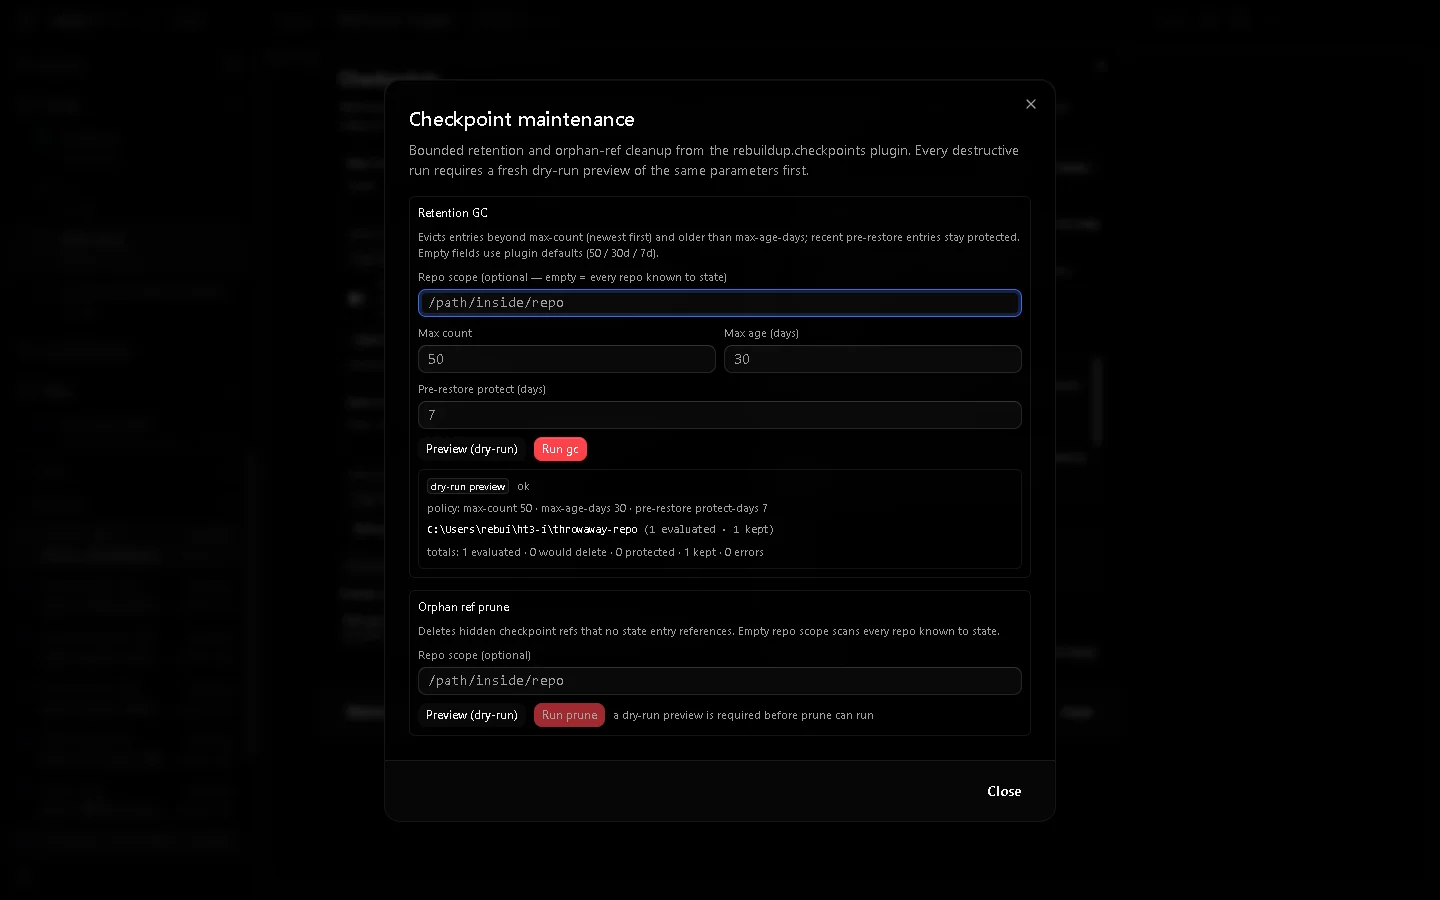 Checkpoint maintenance
Bounded retention and orphan-ref cleanup from the rebuildup.checkpoints plugin. Every destructive
run requires a fresh dry-run preview of the same parameters first.
Retention GC
Evicts entries beyond max-count (newest first) and older than max-age-days; recent pre-restore entries stay protected.
Empty fields use plugin defaults (50 / 30d / 7d).
Repo scope (optional — empty = every repo known to state)
/path/inside/repo
Max count
Max age (days)
50
30
Pre-restore protect (days)
7
Preview (dry-run)
Run gc
dry-run preview ok
policy: max-count 50 · max-age-days 30 · pre-restore protect-days 7
C:\Users\rebui\ht3-i\throwaway-repo (1 evaluated · 1 kept)
totals: 1 evaluated · 0 would delete · 0 protected · 1 kept · 0 errors
Orphan ref prune
Deletes hidden checkpoint refs that no state entry references. Empty repo scope scans every repo known to state.
Repo scope (optional)
/path/inside/repo
Preview (dry-run)
Run prune
a dry-run preview is required before prune can run
Close